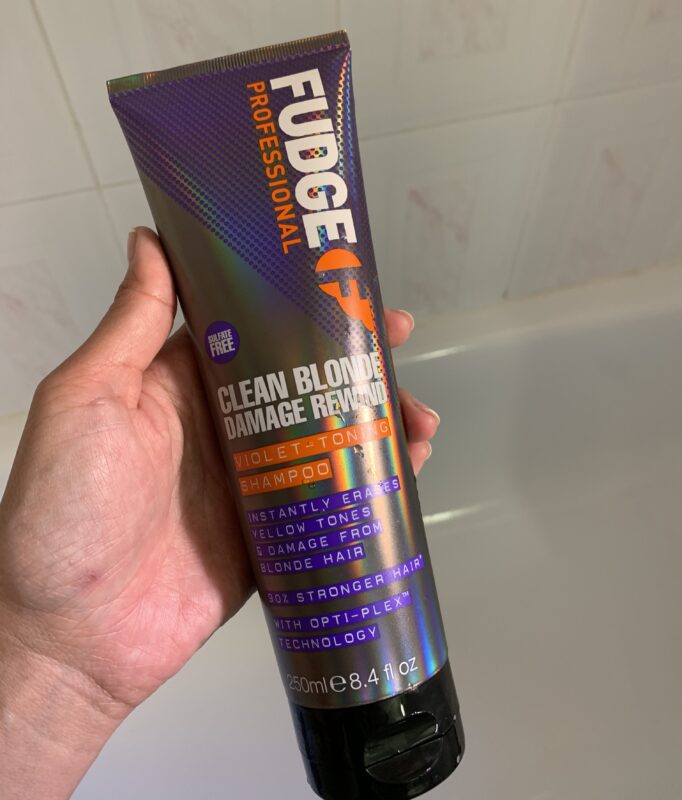 FUDGE
PROFESSIONAL
SULFATE
FREE
CLEAN BLONDE
DAMAGE REWIND
VIOLET-TONING
SHAMPOO
INSTANTLY ERASES
YELLOW TONES
& DAMAGE FROM
BLONDE HAIR
90% STRONGER HAIR*
WITH OPTI-PLEX™
TECHNOLOGY
250ml℮8.4 fl oz